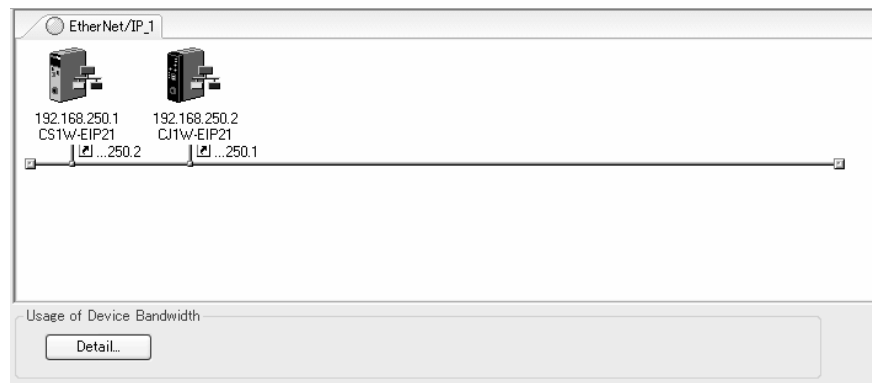 EtherNet/IP_1
192.168.250.1
CS1W-EIP21
192.168.250.2
CJ1W-EIP21
...250.2
...250.1
Usage of Device Bandwidth
Detail...